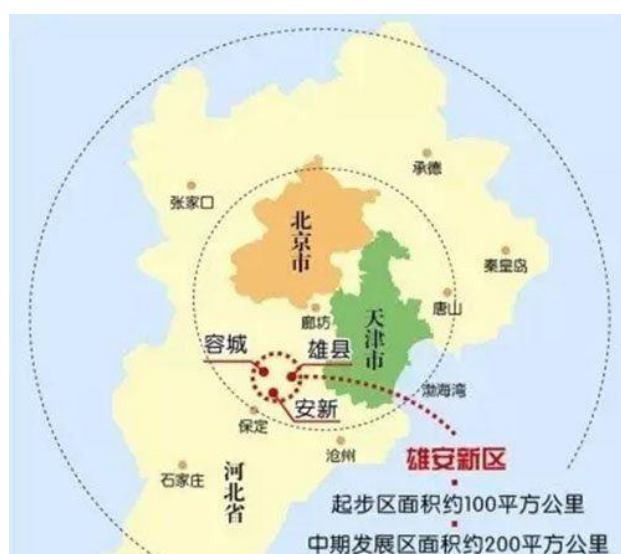 承德
张家口
北京市
秦皇岛
唐山
廊坊
天津市
容城
雄县
渤海湾
安新
保定
沧州
雄安新区
石家庄
河北省
起步区面积约100平方公里
中期发展区面积约200平方公里